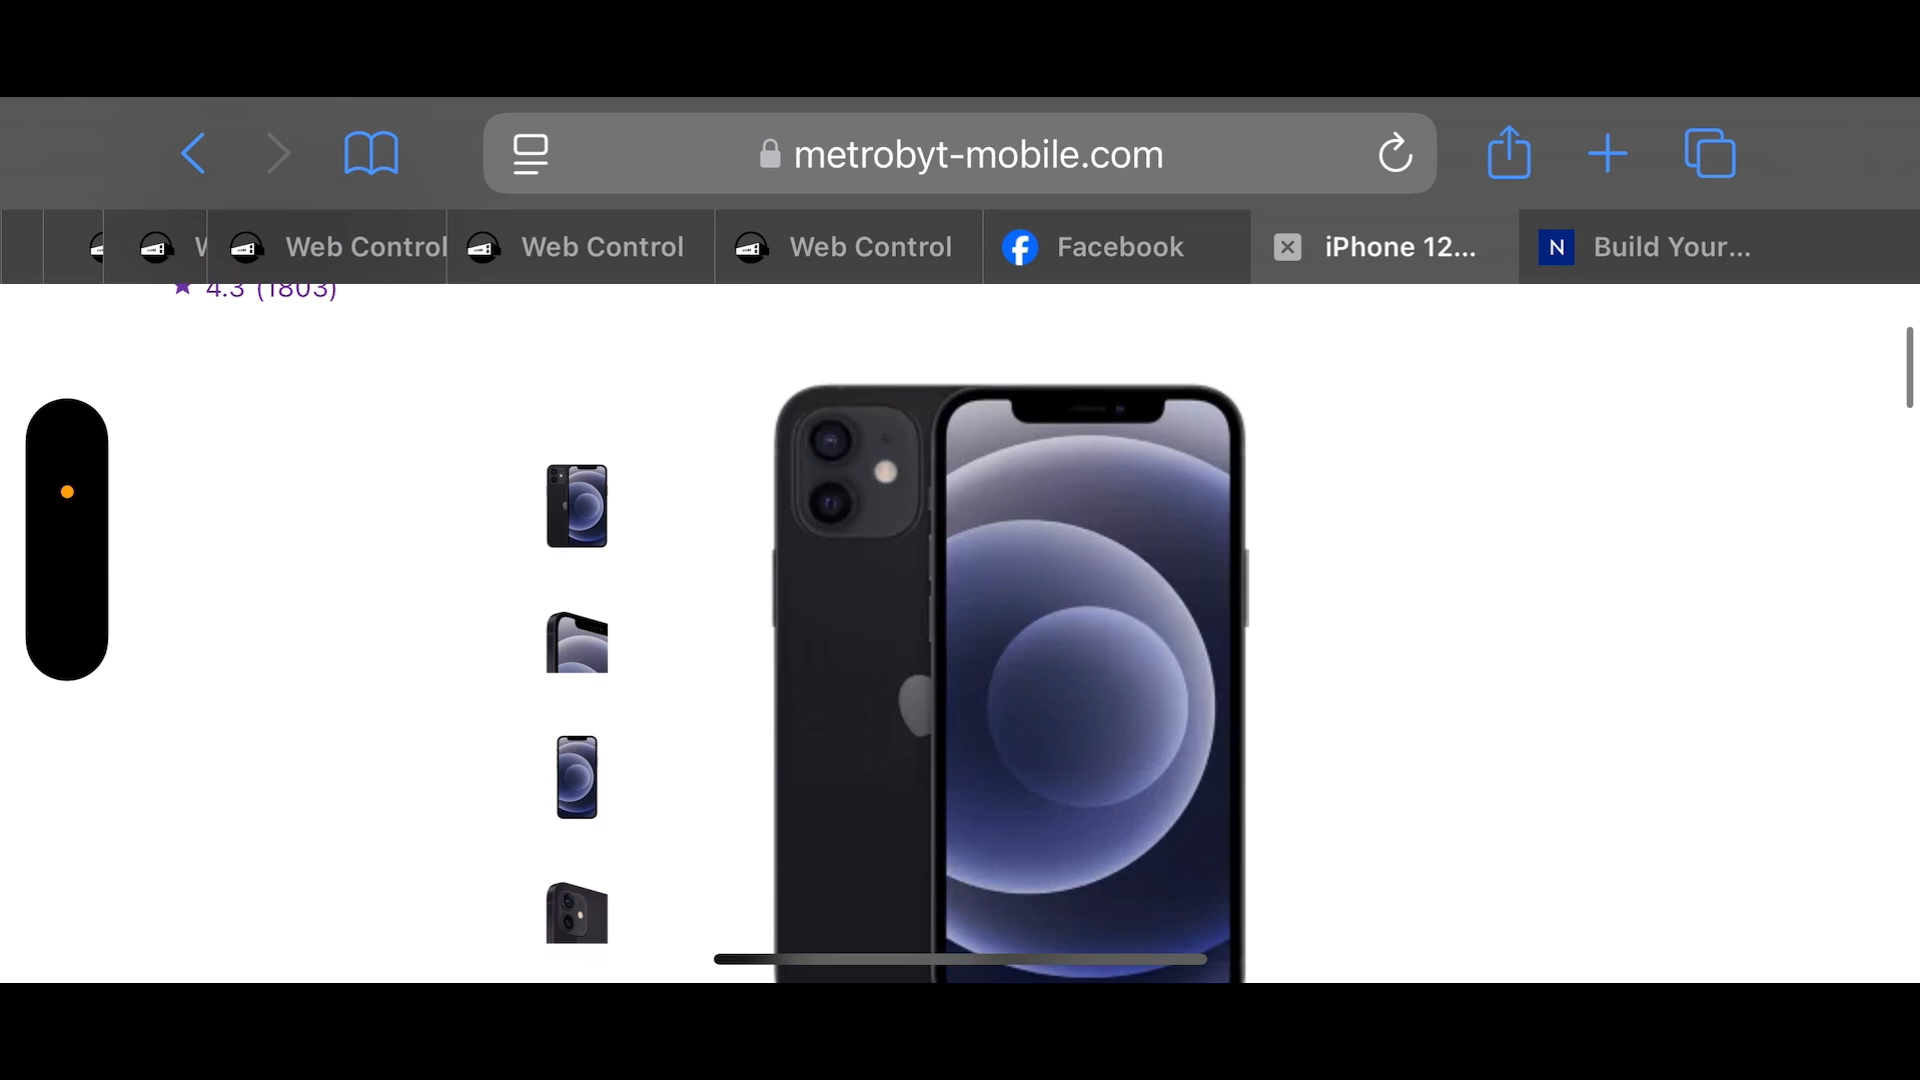 metrobyt-mobile.com
Web Control
Web Control
Web Control
Facebook
iPhone 12...
N
Build Your...
4.3 (1803)